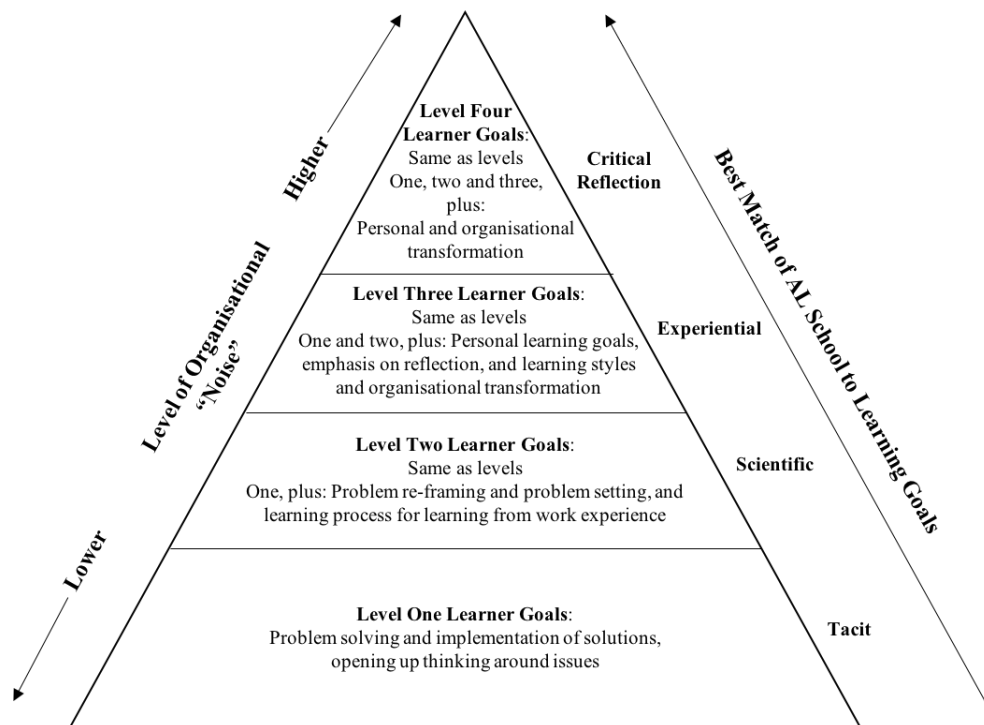 Level Four
Learner Goals:
Same as levels
One, two and three,
plus:
Personal and organisational
transformation
Critical
Reflection
Level Three Learner Goals:
Same as levels
One and two, plus: Personal learning goals,
emphasis on reflection, and learning styles
and organisational transformation
Experiential
Level Two Learner Goals:
Same as levels
One, plus: Problem re-framing and problem setting, and
learning process for learning from work experience
Scientific
Level One Learner Goals:
Problem solving and implementation of solutions,
opening up thinking around issues
Tacit
Higher
Level of Organisational
“Noise”
Lower
Best Match of AL School to Learning Goals